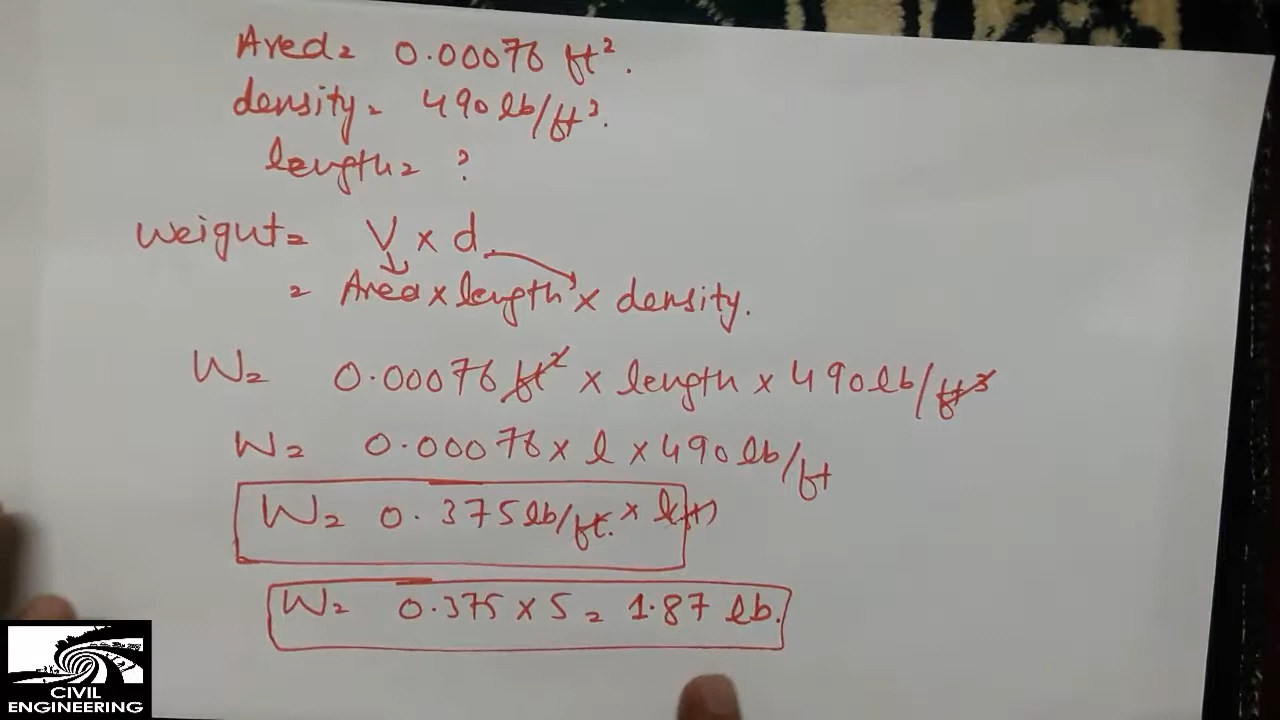 Area = 0.00076 ft².
density = 490 lb/ft³.
length = ?
Weight = V x d
= Area x length x density.
W = 0.00076 ft² x length x 490 lb/ft³
W = 0.00076 x l x 490 lb/ft
W = 0.375 lb/ft. x l(ft)
W = 0.375 x 5 = 1.87 lb.
CIVIL
ENGINEERING